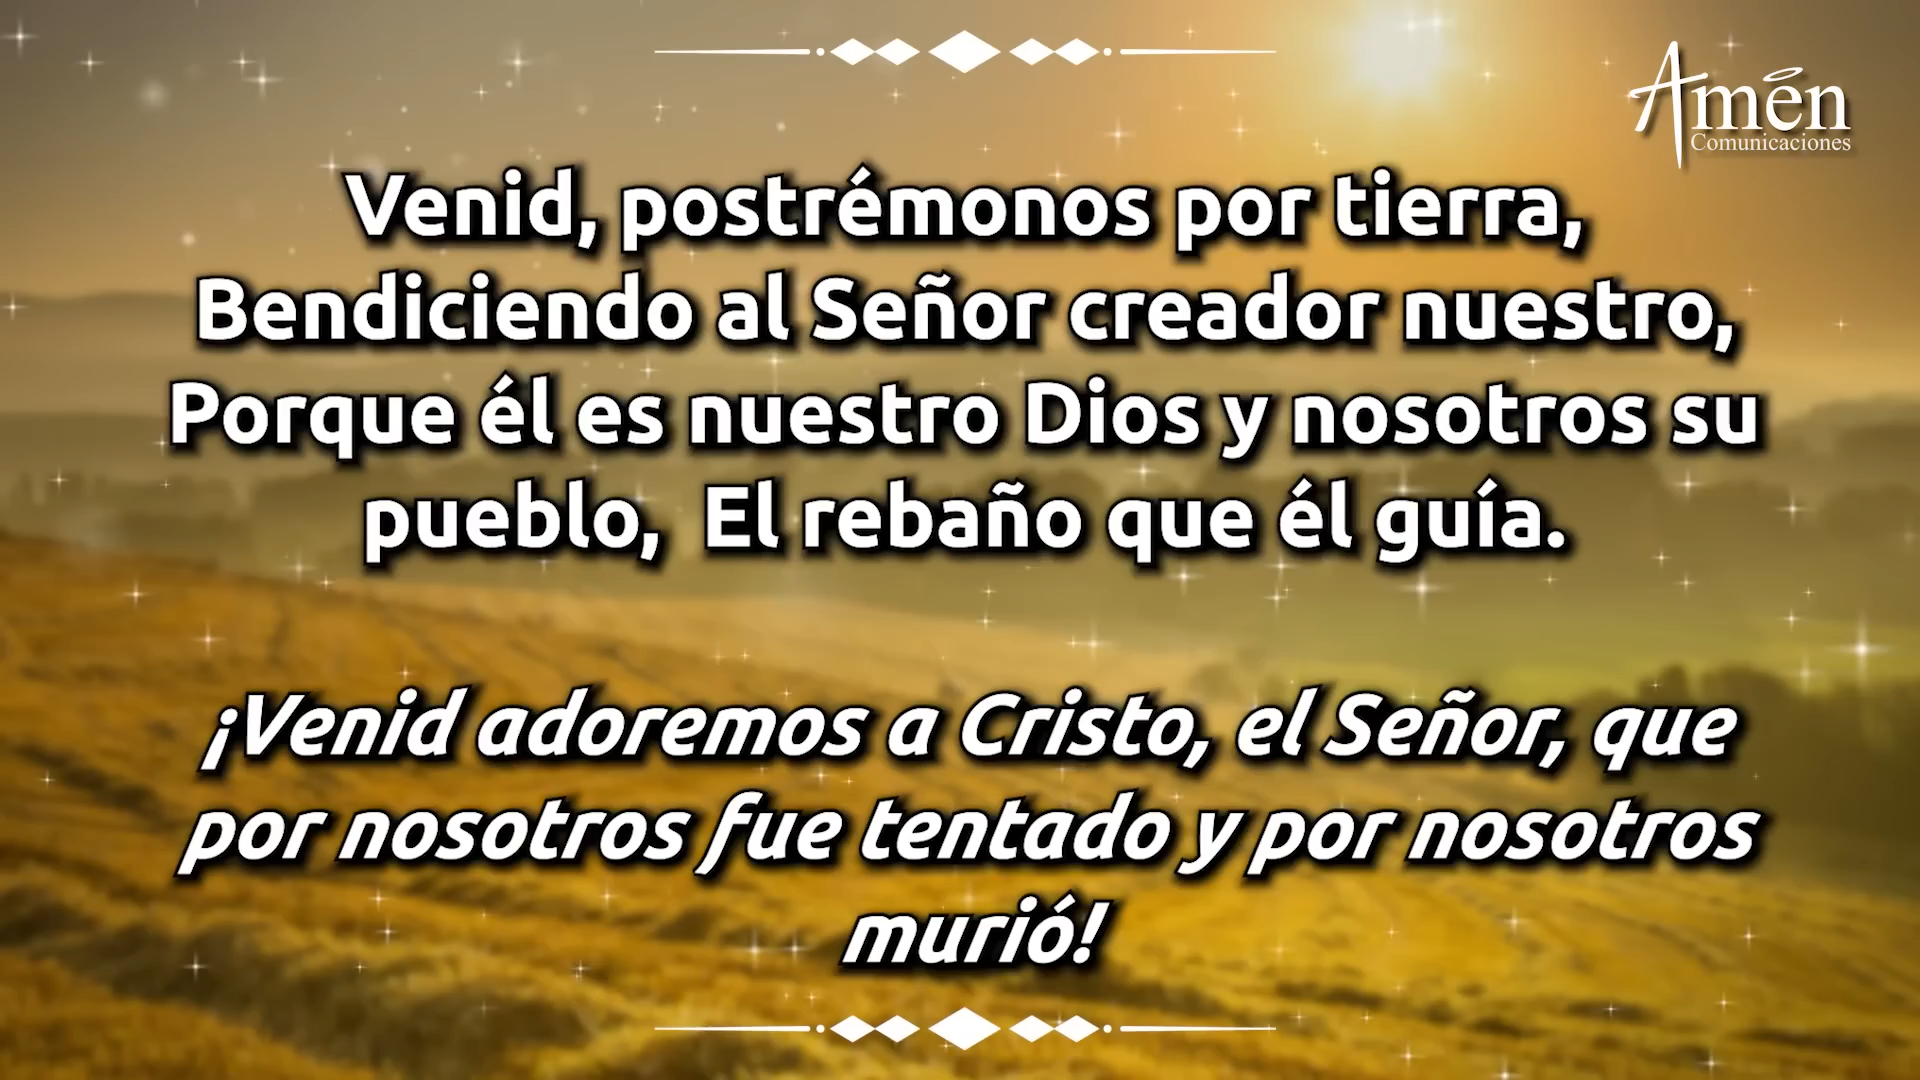 Amén
Comunicaciones
Venid, postrémonos por tierra,
Bendiciendo al Señor creador nuestro,
Porque él es nuestro Dios y nosotros su
pueblo,  El rebaño que él guía.
¡Venid adoremos a Cristo, el Señor, que
por nosotros fue tentado y por nosotros
murió!